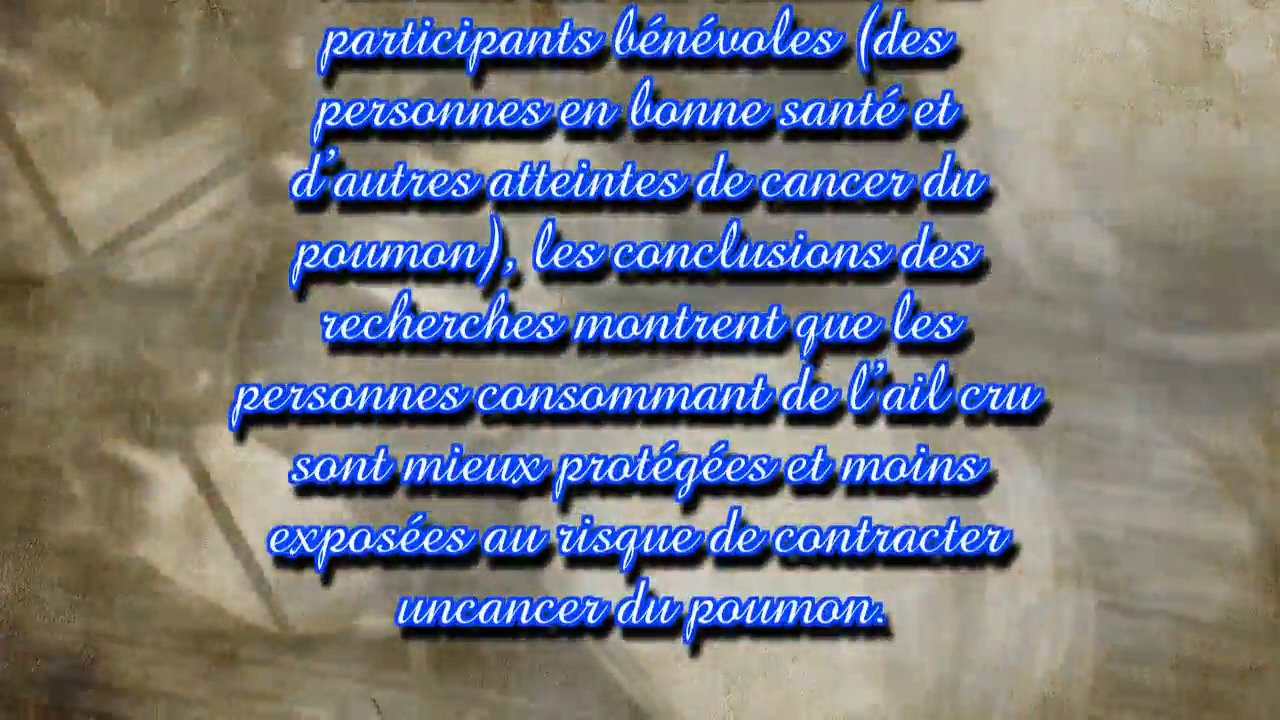 participants bénévoles (des
personnes en bonne santé et
d'autres atteintes de cancer du
poumon), les conclusions des
recherches montrent que les
personnes consommant de l'ail cru
sont mieux protégées et moins
exposées au risque de contracter
uncancer du poumon.